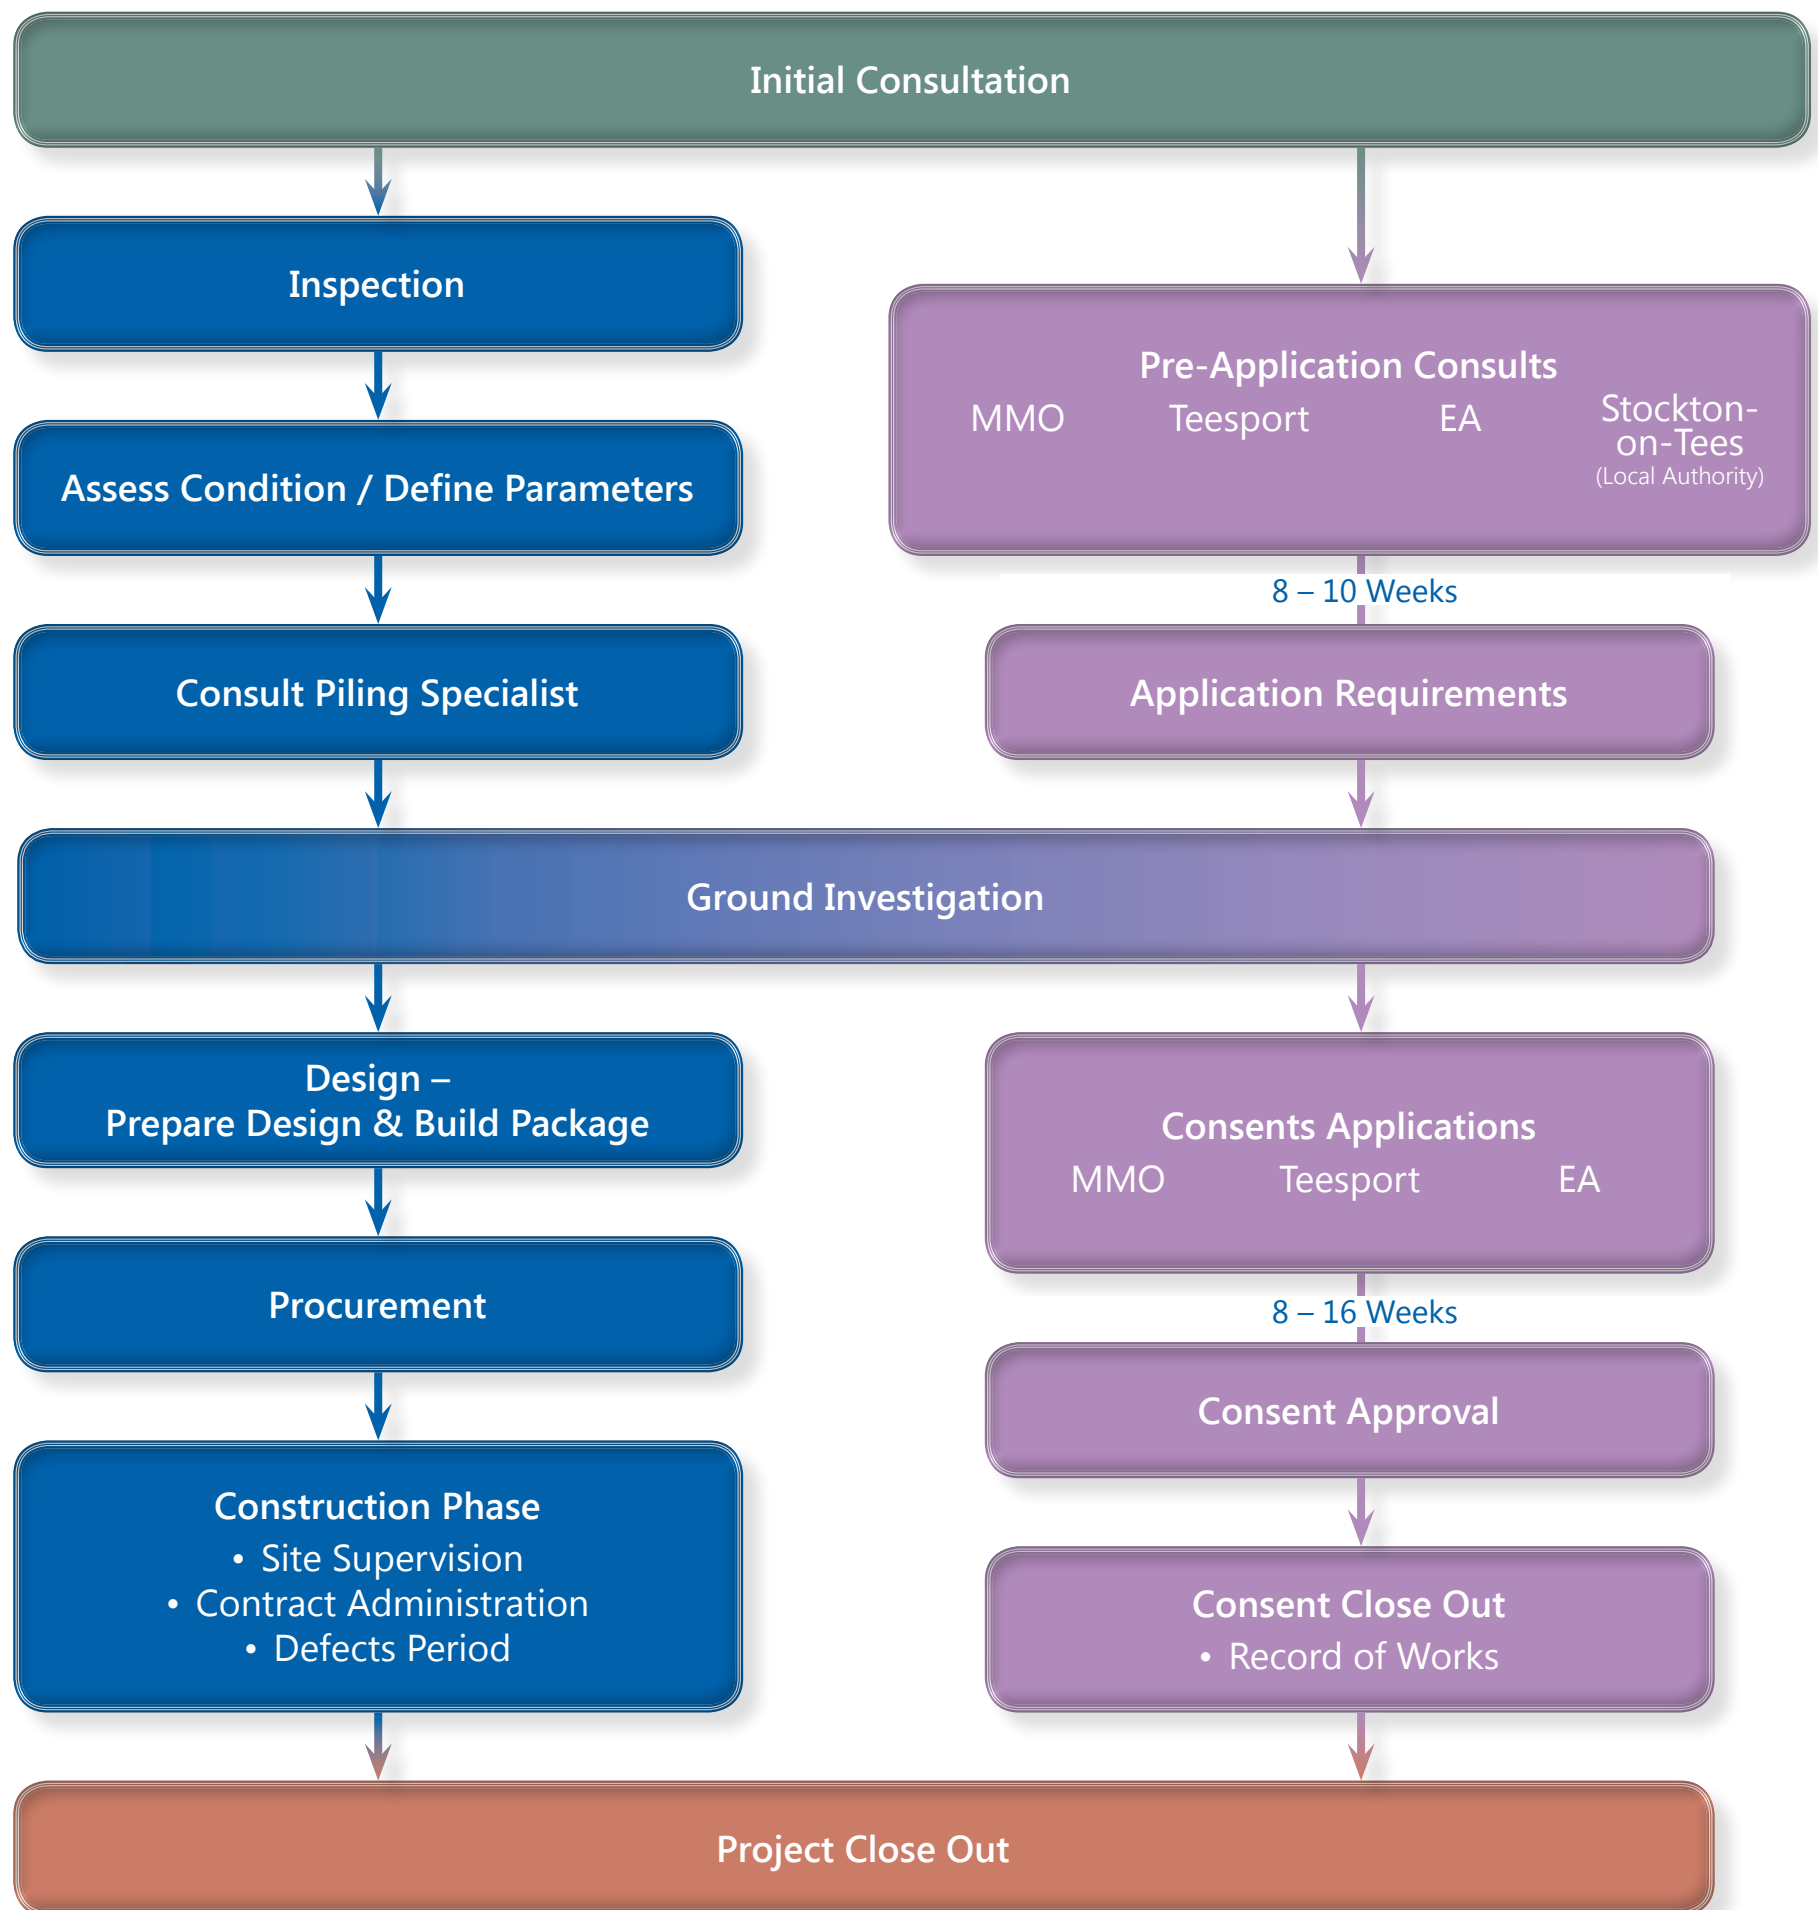 Initial Consultation
Inspection
Assess Condition / Define Parameters
Consult Piling Specialist
Pre-Application Consults
MMO Teesport EA Stockton-
on-Tees
(Local Authority)
8 – 10 Weeks
Application Requirements
Ground Investigation
Design –
Prepare Design & Build Package
Procurement
Construction Phase
• Site Supervision
• Contract Administration
• Defects Period
Consents Applications
MMO Teesport EA
8 – 16 Weeks
Consent Approval
Consent Close Out
• Record of Works
Project Close Out